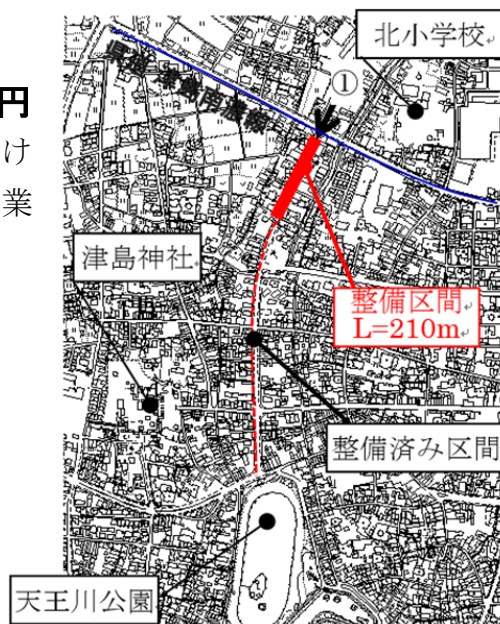 北小学校
①
円
け
業
津島神社
整備区間
L=210m
整備済み区間
天王川公園